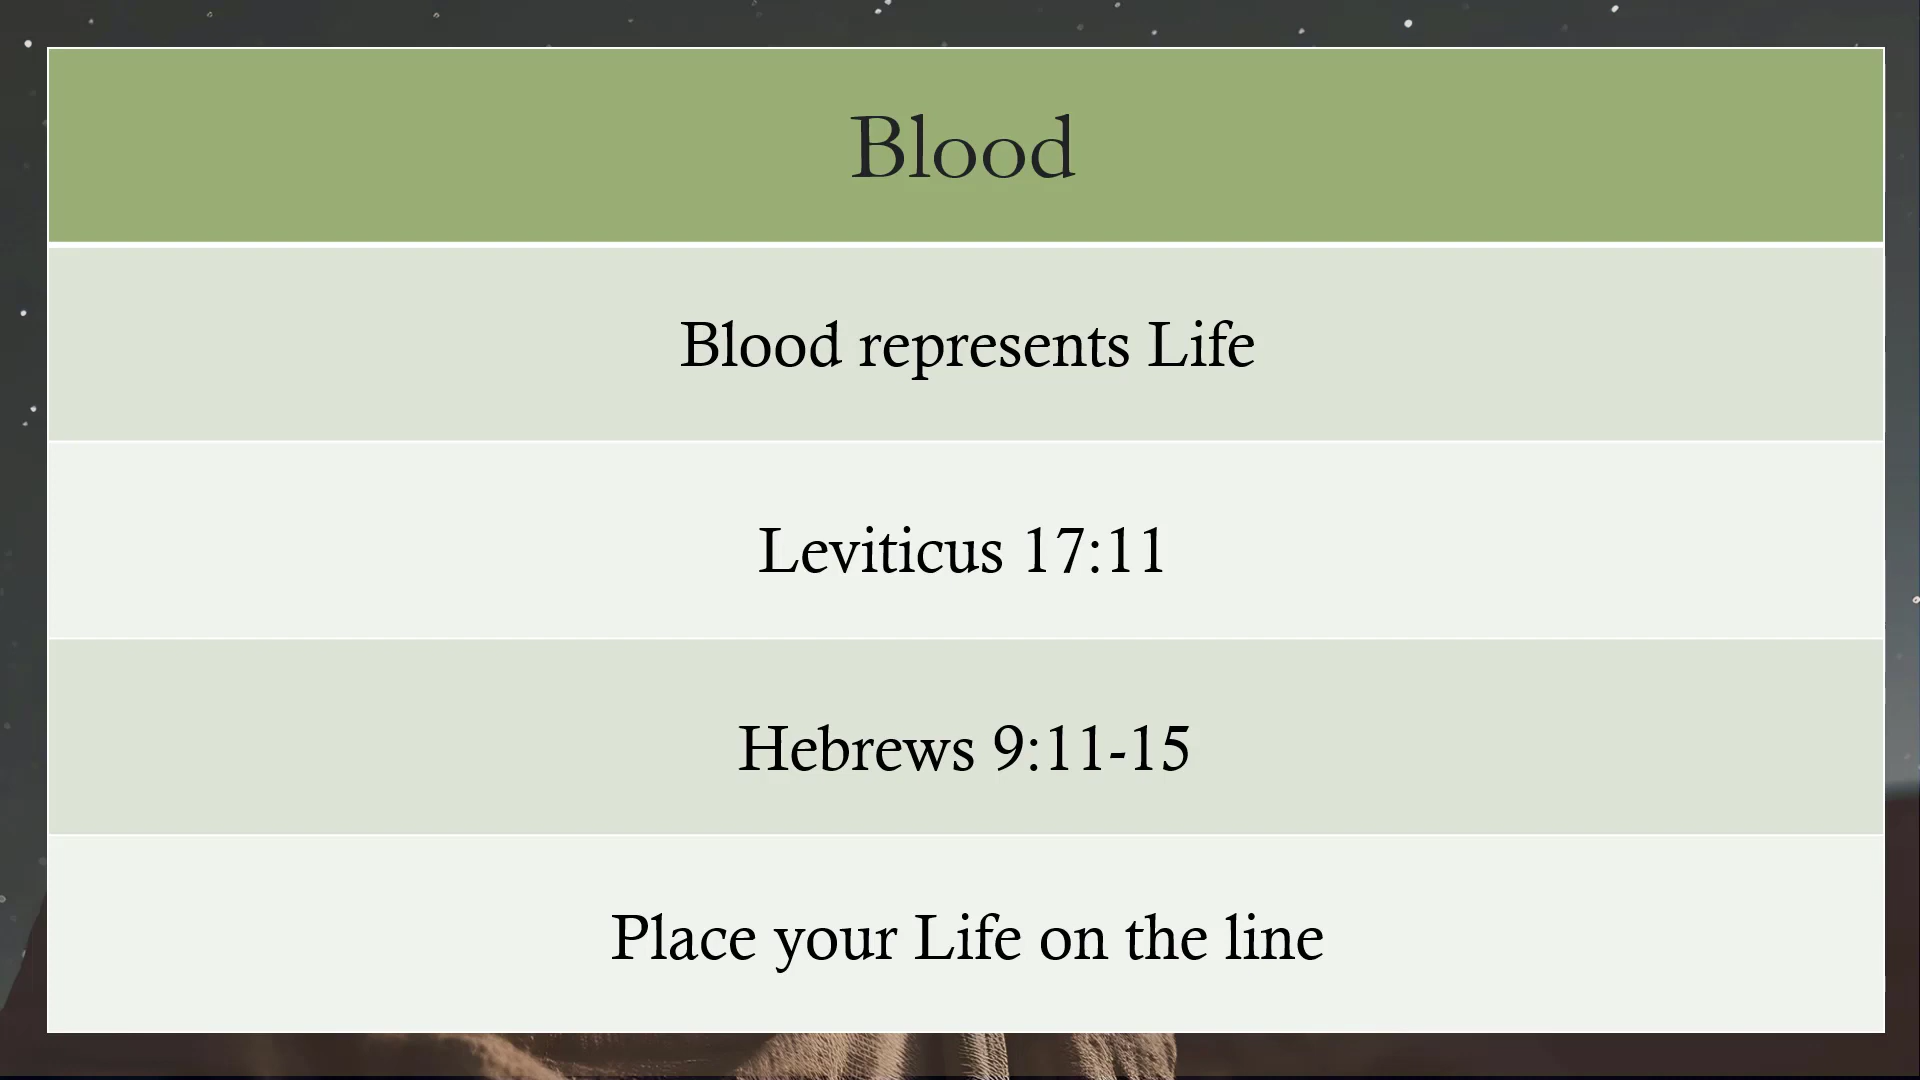 Blood
Blood represents Life
Leviticus 17:11
Hebrews 9:11-15
Place your Life on the line